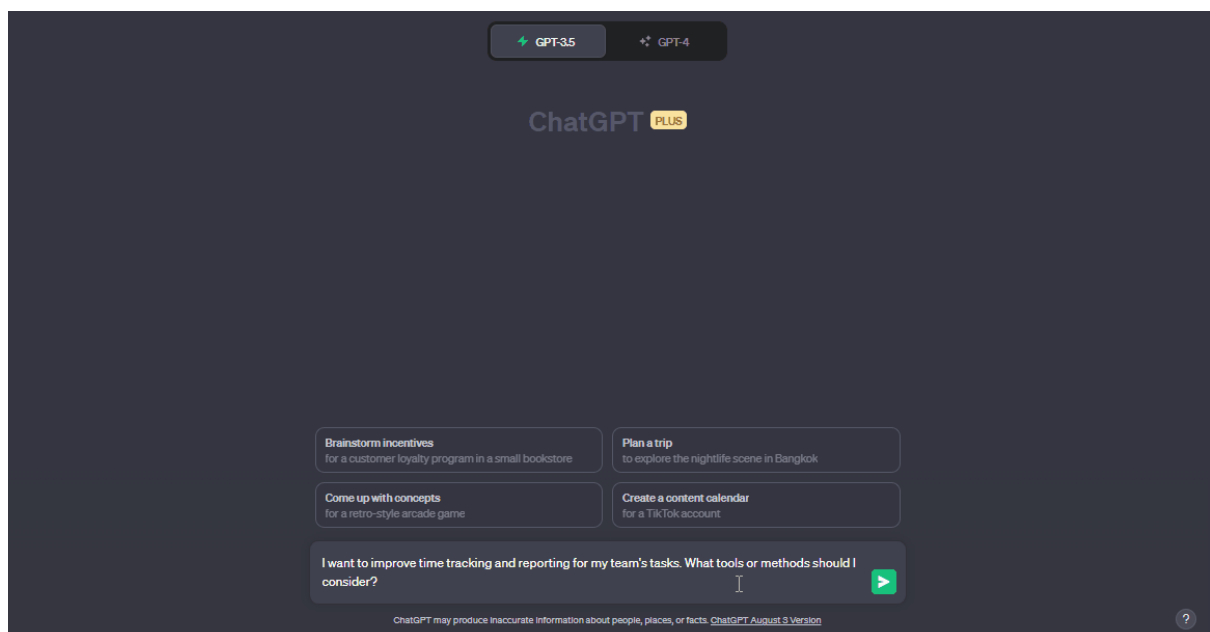 GPT-3.5
GPT-4
ChatGPT PLUS
Brainstorm incentives
for a customer loyalty program in a small bookstore
Plan a trip
to explore the nightlife scene in Bangkok
Come up with concepts
for a retro-style arcade game
Create a content calendar
for a TikTok account
I want to improve time tracking and reporting for my team's tasks. What tools or methods should I
consider?
ChatGPT may produce inaccurate information about people, places, or facts. ChatGPT August 3 Version
?